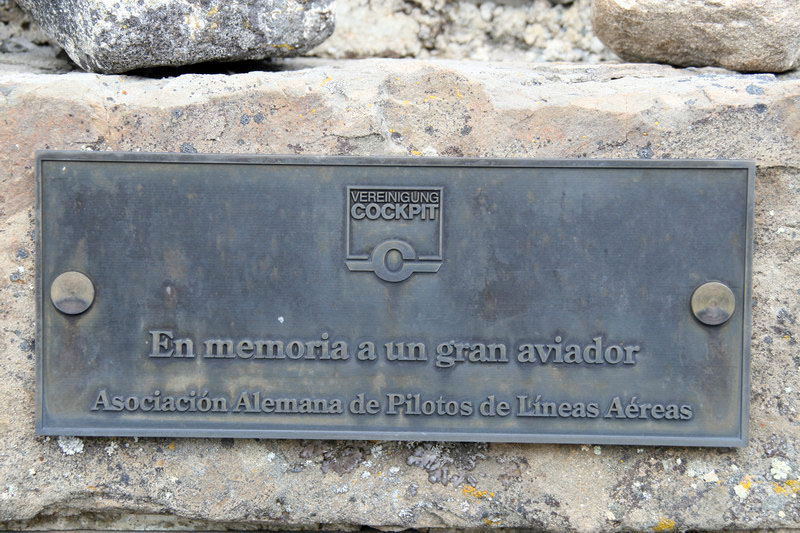 VEREINIGUNG
COCKPIT
En memoria a un gran aviador
Asociación Alemana de Pilotos de Líneas Aéreas